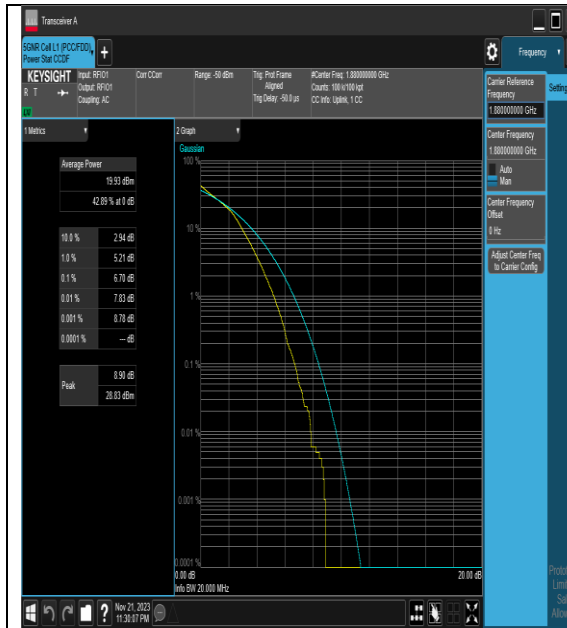 Transceiver A
5GNR Cell L1 (PCC/FDD),
Power Stat CCDF
Frequency
KEYSIGHT
R T
Input: RFIO1
Output: RFIO1
Coupling: AC
Corr CCorr
Range: -50 dBm
Trig: Prot Frame
Aligned
Trig Delay: -50.0 µs
#Center Freq: 1.880000000 GHz
Counts: 100 k/100 kpt
CC Info: Uplink, 1 CC
Carrier Reference
Frequency
1.880000000 GHz
Center Frequency
1.880000000 GHz
Auto
Man
Center Frequency
Offset
0 Hz
Adjust Center Freq
to Carrier Config
1 Metrics
Average Power
19.93 dBm
42.89 % at 0 dB
10.0 % 2.94 dB
1.0 % 5.21 dB
0.1 % 6.70 dB
0.01 % 7.83 dB
0.001 % 8.78 dB
0.0001 % --- dB
Peak 8.90 dB
28.83 dBm
2 Graph
Gaussian
100 %
10 %
1 %
0.1 %
0.01 %
0.001 %
0.0001 %
0.00 dB 20.00 dB
Info BW 20.000 MHz
Nov 21, 2023
11:30:07 PM